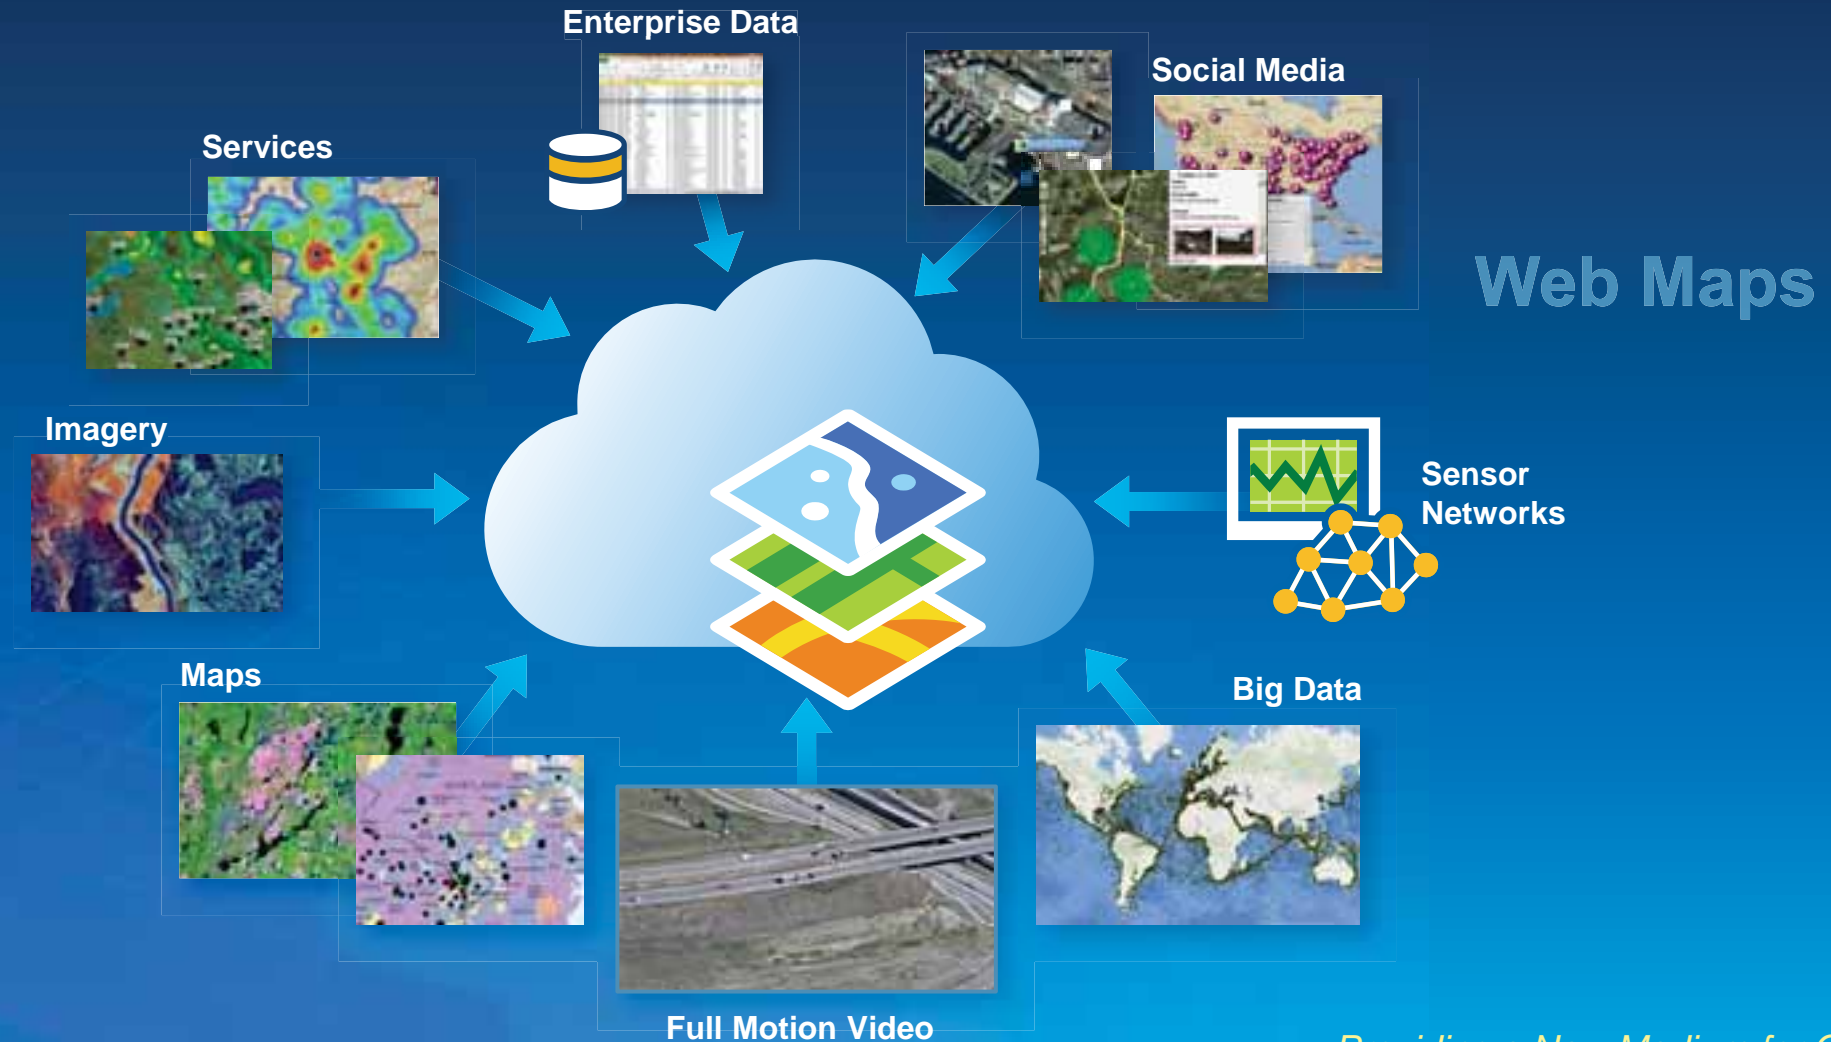 Enterprise Data
Social Media
Services
Web Maps
Imagery
Sensor
Networks
Maps
Big Data
Full Motion Video